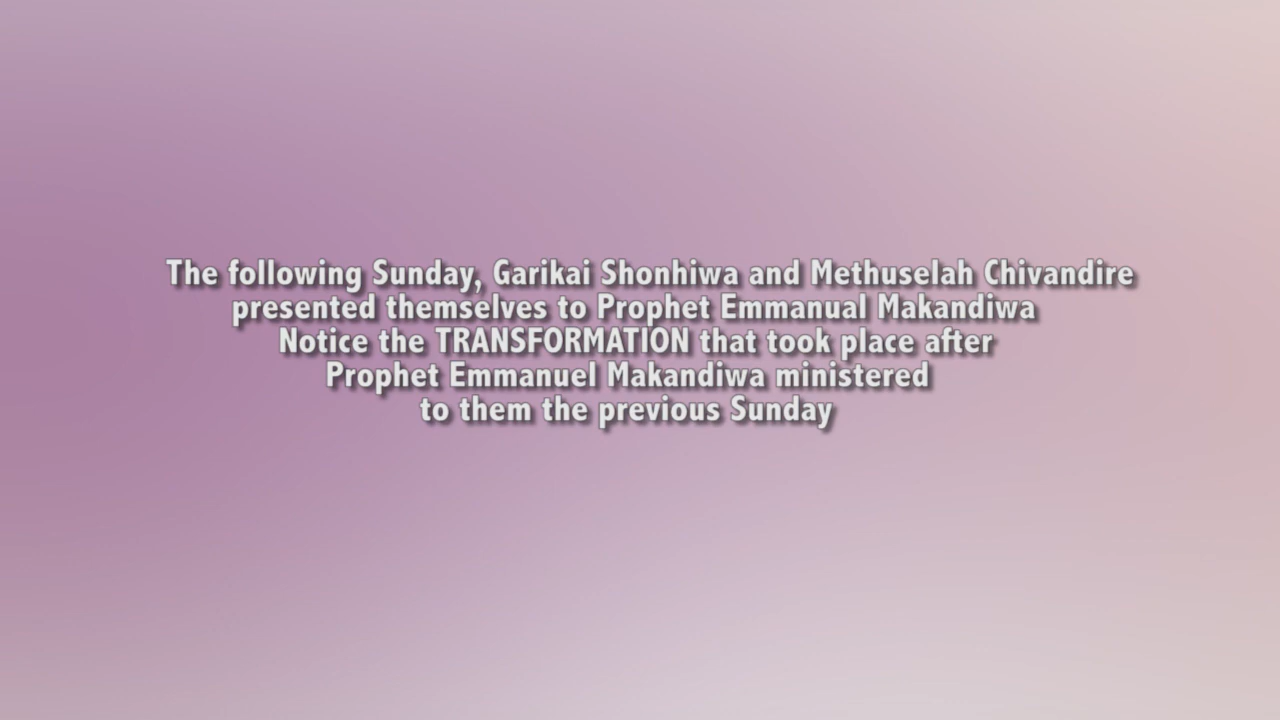 The following Sunday, Garikai Shonhiwa and Methuselah Chivandire
presented themselves to Prophet Emmanual Makandiwa
Notice the TRANSFORMATION that took place after
Prophet Emmanuel Makandiwa ministered
to them the previous Sunday